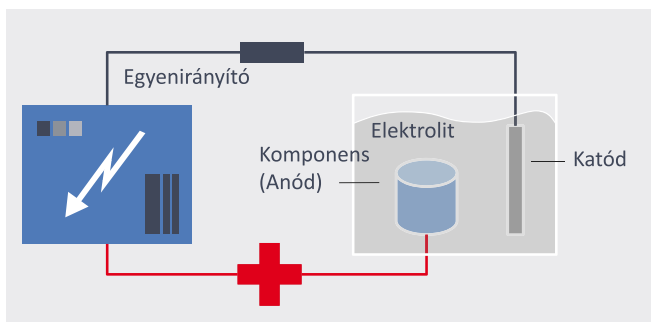 Egyenirányító
Elektrolit
Komponens
(Anód)
Katód